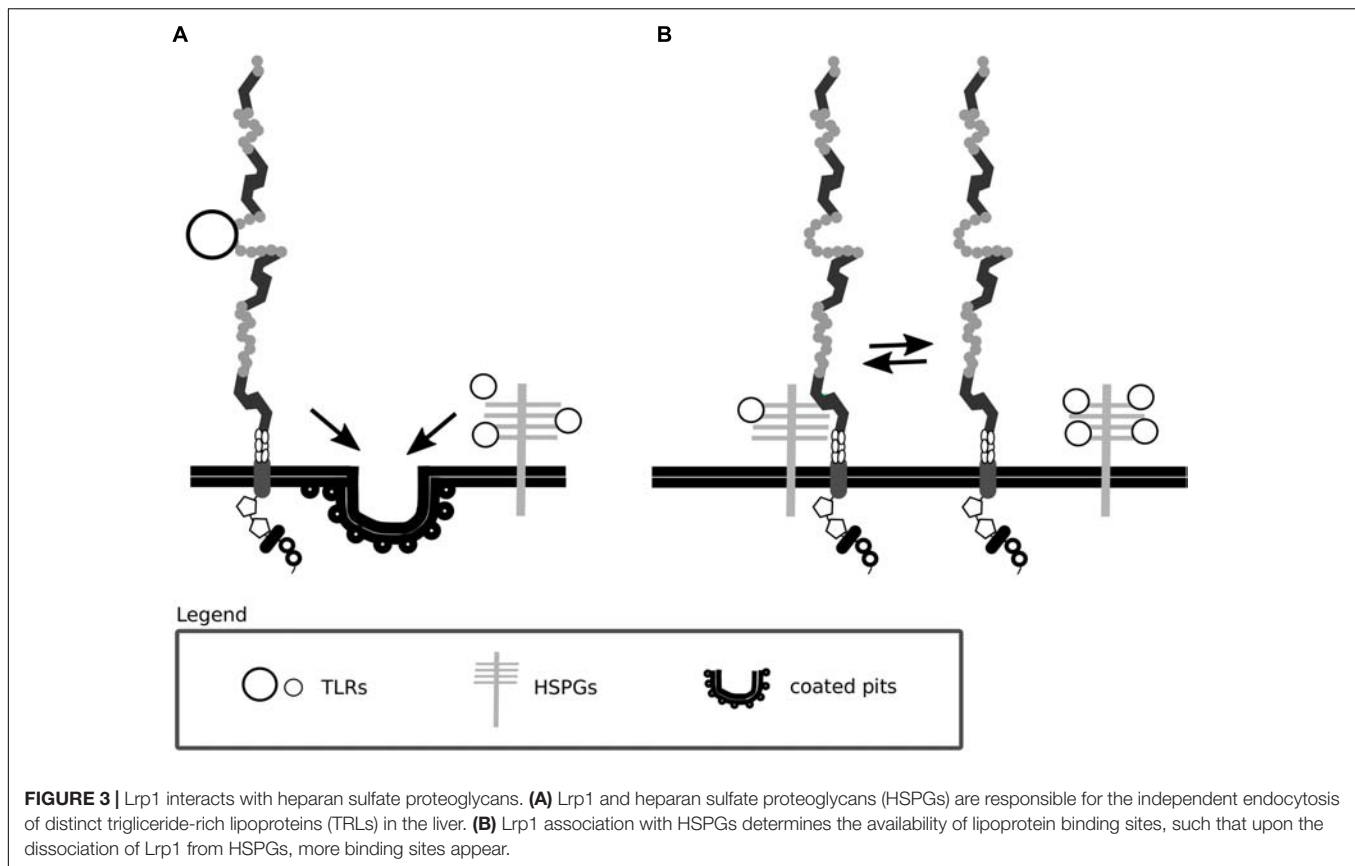 A
B
Legend
TLRs
HSPGs
coated pits
FIGURE 3 | Lrp1 interacts with heparan sulfate proteoglycans. (A) Lrp1 and heparan sulfate proteoglycans (HSPGs) are responsible for the independent endocytosis
of distinct trigliceride-rich lipoproteins (TRLs) in the liver. (B) Lrp1 association with HSPGs determines the availability of lipoprotein binding sites, such that upon the
dissociation of Lrp1 from HSPGs, more binding sites appear.